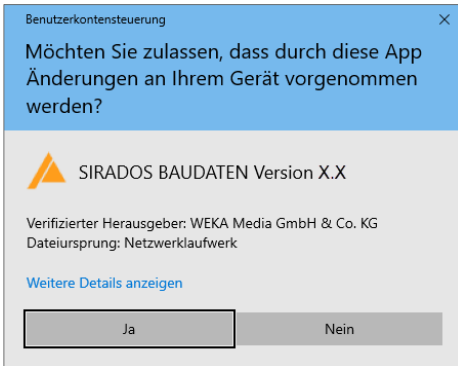 Benutzerkontensteuerung
Möchten Sie zulassen, dass durch diese App
Änderungen an Ihrem Gerät vorgenommen
werden?
SIRADOS BAUDATEN Version X.X
Verifizierter Herausgeber: WEKA Media GmbH & Co. KG
Dateiursprung: Netzwerklaufwerk
Weitere Details anzeigen
Ja
Nein